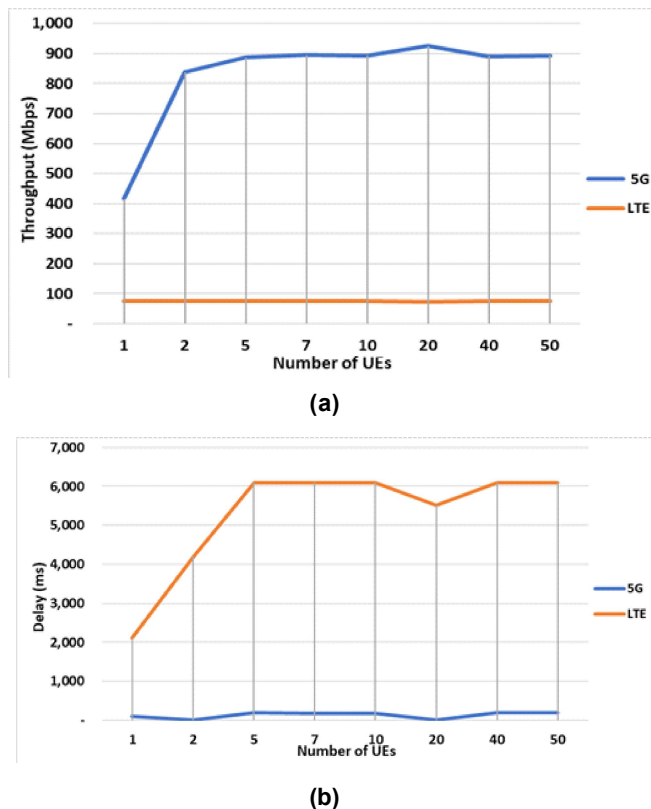 1,000
900
800
700
600
500
400
300
200
100
-
Throughput (Mbps)
5G
LTE
1 2 5 7 10 20 40 50
Number of UEs
(a)
7,000
6,000
5,000
4,000
3,000
2,000
1,000
-
Delay (ms)
5G
LTE
1 2 5 7 10 20 40 50
Number of UEs
(b)